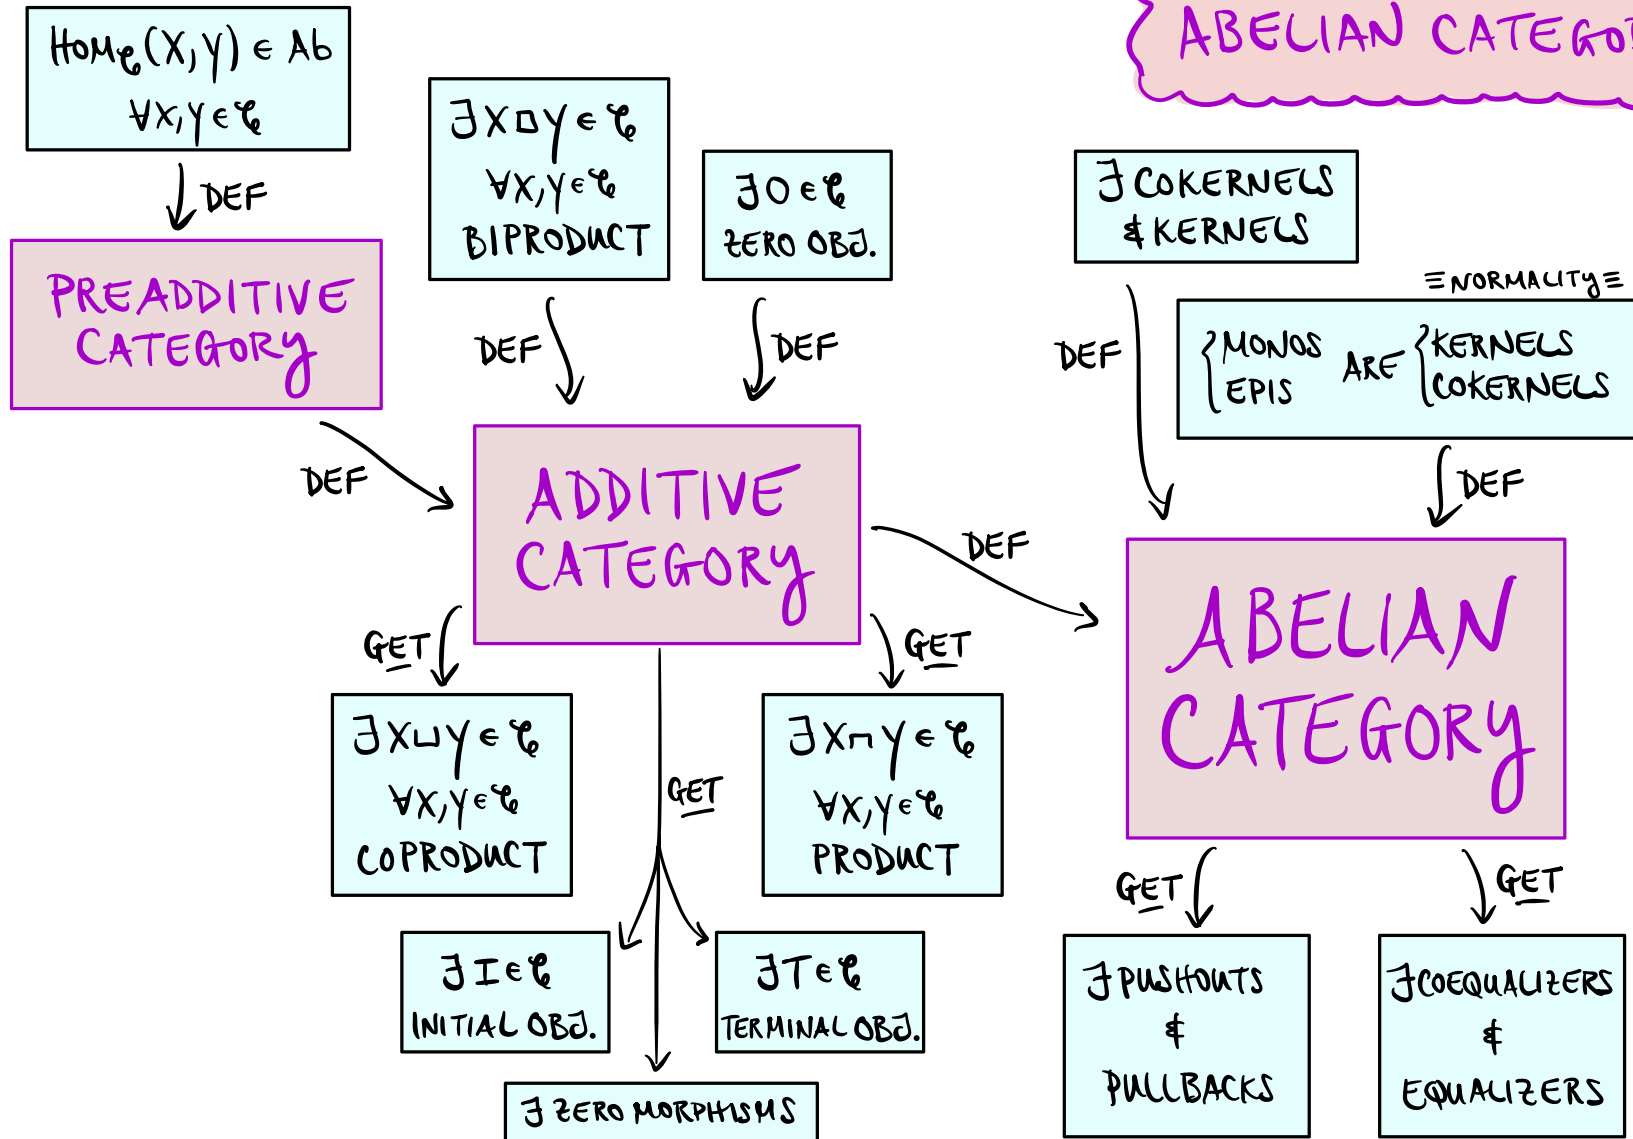 ABELIAN CATEGOR
Homℰ(X,Y) ∈ Ab
∀X,Y ∈ ℰ
DEF
PREADDITIVE
CATEGORY
DEF
∃X□Y ∈ ℰ
∀X,Y ∈ ℰ
BIPRODUCT
DEF
∃0 ∈ ℰ
ZERO OBJ.
DEF
ADDITIVE
CATEGORY
DEF
∃ COKERNELS
& KERNELS
DEF
≡ NORMALITY ≡
{ MONOS ARE { KERNELS
EPIS COKERNELS
DEF
ABELIAN
CATEGORY
GET
∃X⊔Y ∈ ℰ
∀X,Y ∈ ℰ
COPRODUCT
GET
∃X⊓Y ∈ ℰ
∀X,Y ∈ ℰ
PRODUCT
GET
∃I ∈ ℰ
INITIAL OBJ.
∃T ∈ ℰ
TERMINAL OBJ.
∃ ZERO MORPHISMS
GET
∃ PUSHOUTS
&
PULLBACKS
GET
∃ COEQUALIZERS
&
EQUALIZERS